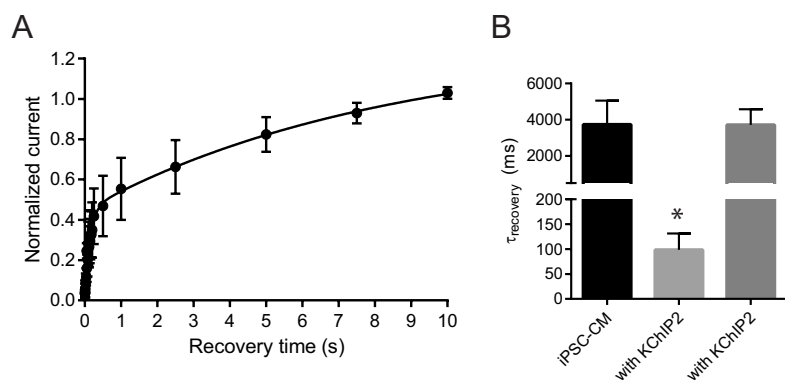 A
Normalized current
1.2
1.0
0.8
0.6
0.4
0.2
0.0
0 1 2 3 4 5 6 7 8 9 10
Recovery time (s)
B
τrecovery (ms)
6000
4000
2000
200
150
100
50
0
*
iPSC-CM
with KChIP2
with KChIP2